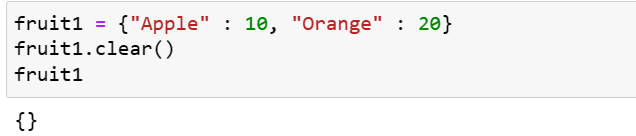 fruit1 = {"Apple" : 10, "Orange" : 20}
fruit1.clear()
fruit1
{}